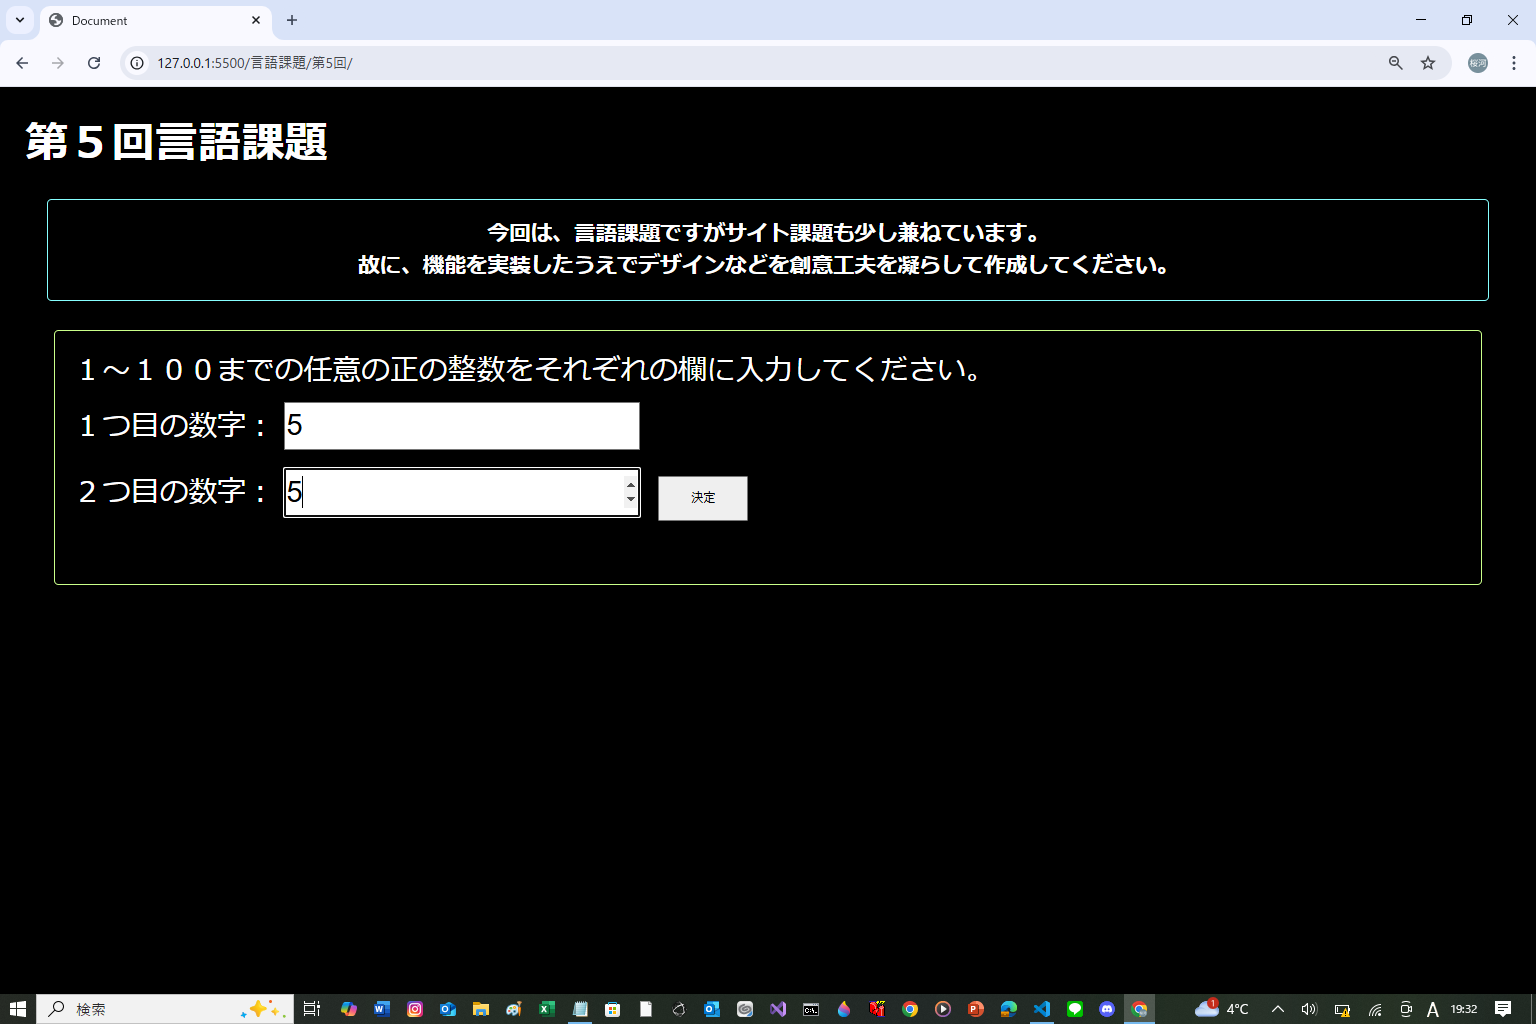 Document
127.0.0.1:5500/言語課題/第5回/
桜河
第５回言語課題
今回は、言語課題ですがサイト課題も少し兼ねています。
故に、機能を実装したうえでデザインなどを創意工夫を凝らして作成してください。
１～１００までの任意の正の整数をそれぞれの欄に入力してください。
１つ目の数字： 5
２つ目の数字： 5 決定
検索
1 4°C A 19:32